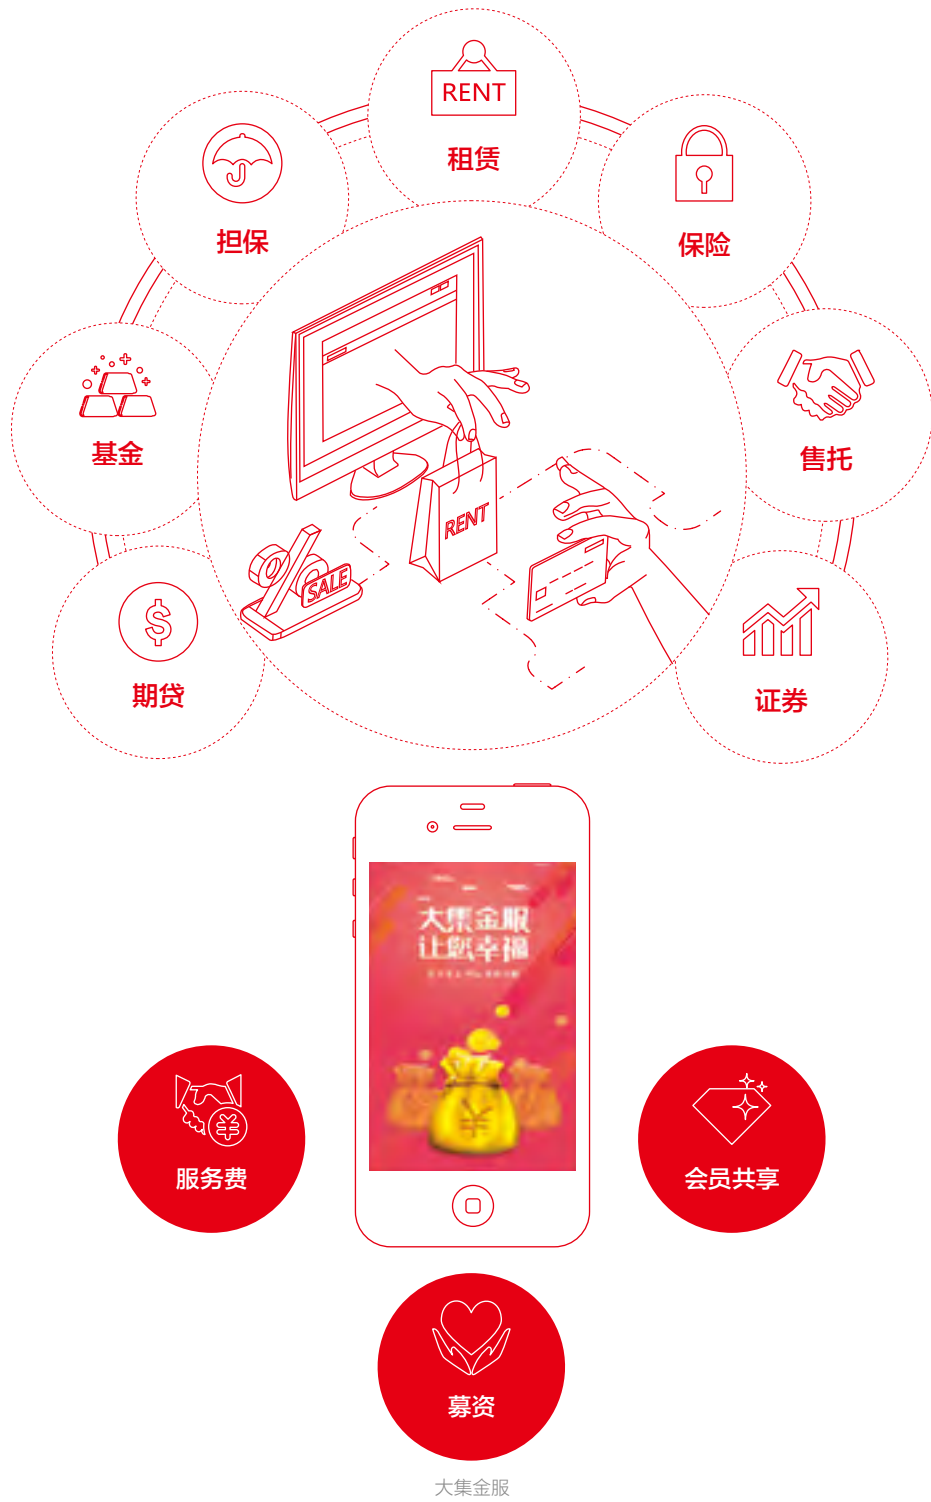 RENT
租赁
担保
保险
基金
售托
RENT
SALE
期贷
证券
大集金服
让您幸福
服务费
会员共享
募资
大集金服